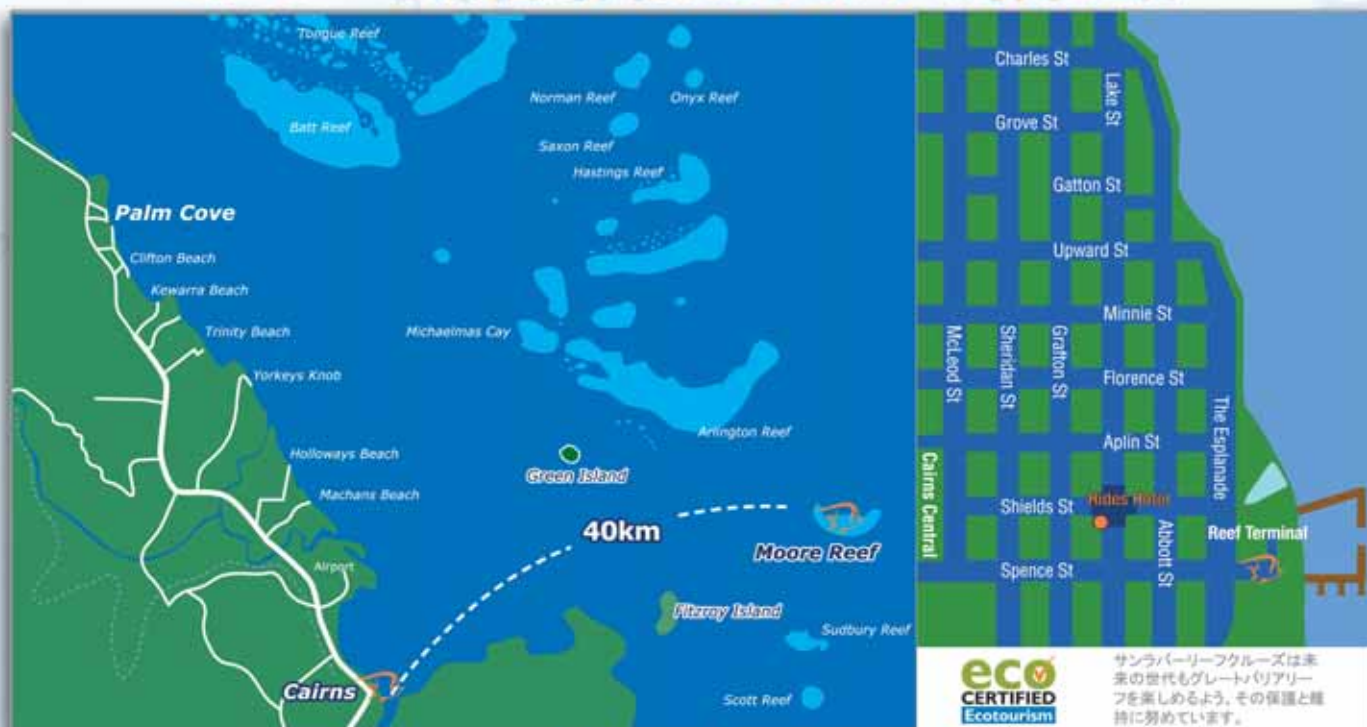 Tongue Reef
Norman Reef
Onyx Reef
Batt Reef
Saxon Reef
Hastings Reef
Palm Cove
Clifton Beach
Kewarra Beach
Trinity Beach
Michaelmas Cay
Yorkeys Knob
Arlington Reef
Holloways Beach
Green Island
Machans Beach
40km
Moore Reef
Airport
Fitzroy Island
Sudbury Reef
Cairns
Scott Reef
Charles St
Lake St
Grove St
Gatton St
Upward St
Minnie St
McLeod St
Sheridan St
Grafton St
Florence St
The Esplanade
Aplin St
Cairns Central
Rides Hotel
Shields St
Abbott St
Reef Terminal
Spence St
eco
CERTIFIED
Ecotourism
サンラバーリーフクルーズは未
来の世代もグレートバリアリー
フを楽しめるよう、その保護と維
持に努めています。